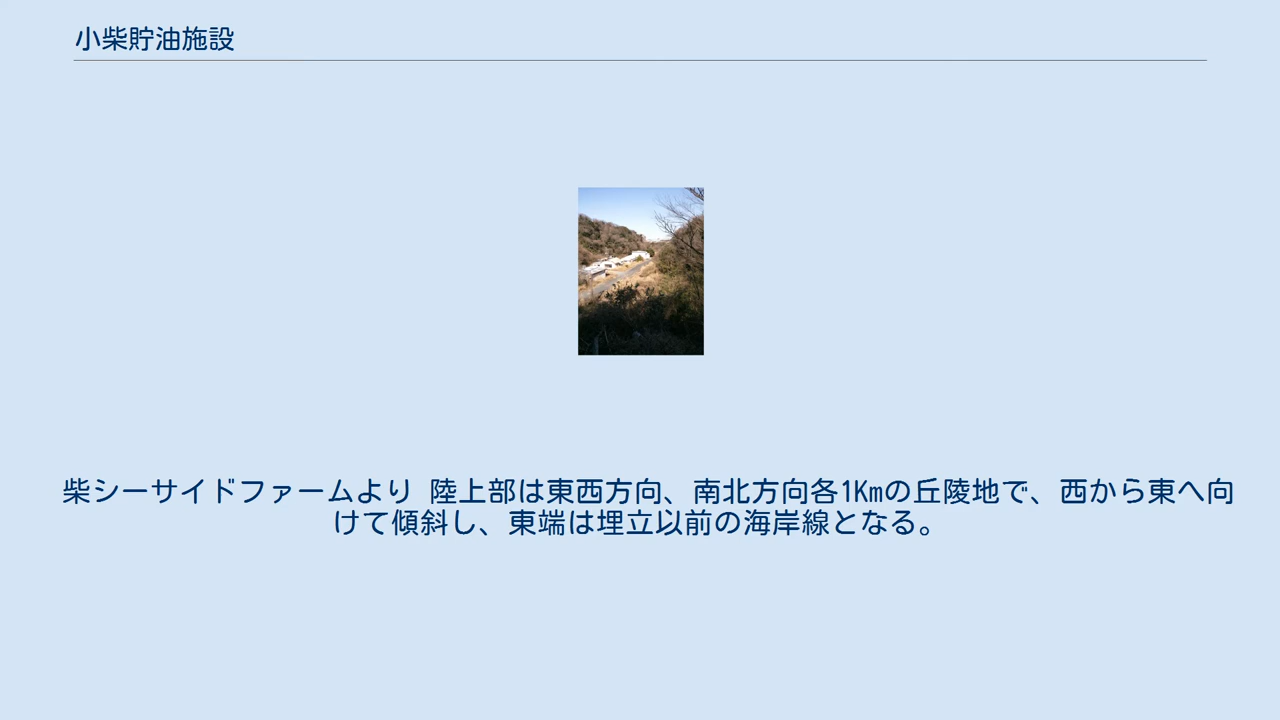 小柴貯油施設
柴シーサイドファームより 陸上部は東西方向、南北方向各1Kmの丘陵地で、西から東へ向
けて傾斜し、東端は埋立以前の海岸線となる。